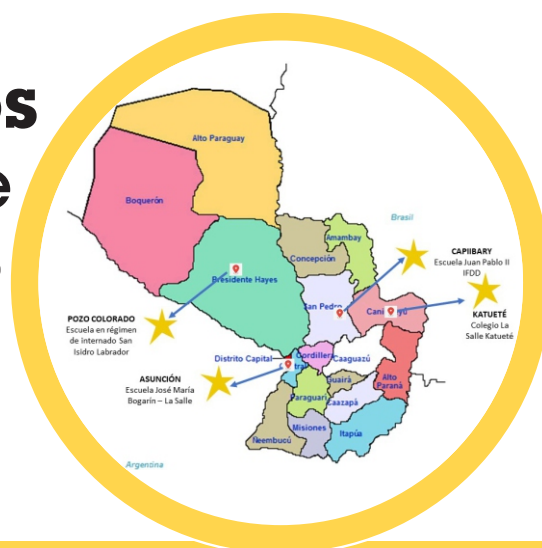 os
e
Alto Paraguay
Boquerón
Brasil
Amambay
Concepción
CAPIIBARY
Escuela Juan Pablo II
IFDD
Presidente Hayes
San Pedro
KATUETÉ
Colegio La
Salle Katueté
POZO COLORADO
Escuela en régimen
de internado San
Isidro Labrador
Distrito Capital
Cordillera
Caaguazú
ASUNCIÓN
Escuela José María
Bogarín – La Salle
Guairá
Alto
Paraná
Paraguarí
Caazapá
Misiones
Itapúa
Ñeembucú
Argentina